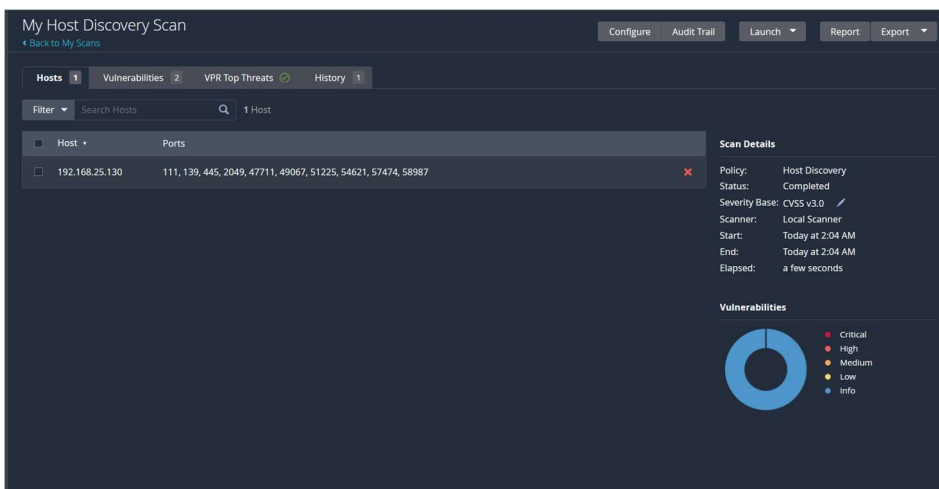 My Host Discovery Scan
Back to My Scans
Configure
Audit Trail
Launch
Report
Export
Hosts 1
Vulnerabilities 2
VPR Top Threats
History 1
Filter
Search Hosts
1 Host
Host
Ports
192.168.25.130
111, 139, 445, 2049, 47711, 49067, 51225, 54621, 57474, 58987
Scan Details
Policy: Host Discovery
Status: Completed
Severity Base: CVSS v3.0
Scanner: Local Scanner
Start: Today at 2:04 AM
End: Today at 2:04 AM
Elapsed: a few seconds
Vulnerabilities
Critical
High
Medium
Low
Info